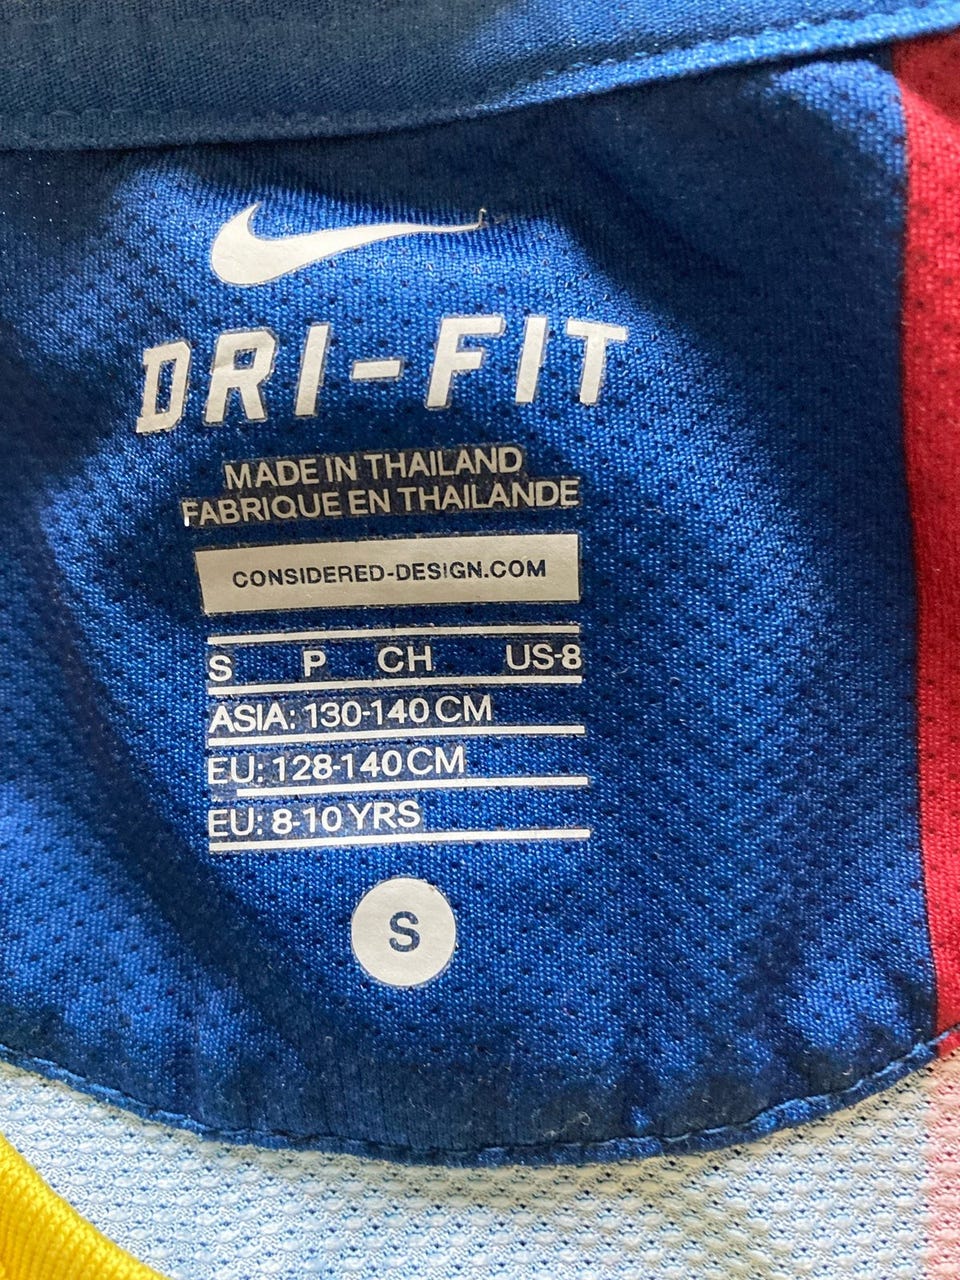 DRI-FIT
MADE IN THAILAND
FABRIQUE EN THAILANDE
CONSIDERED-DESIGN.COM
S P CH US-8
ASIA: 130-140 CM
EU: 128-140 CM
EU: 8-10 YRS
S